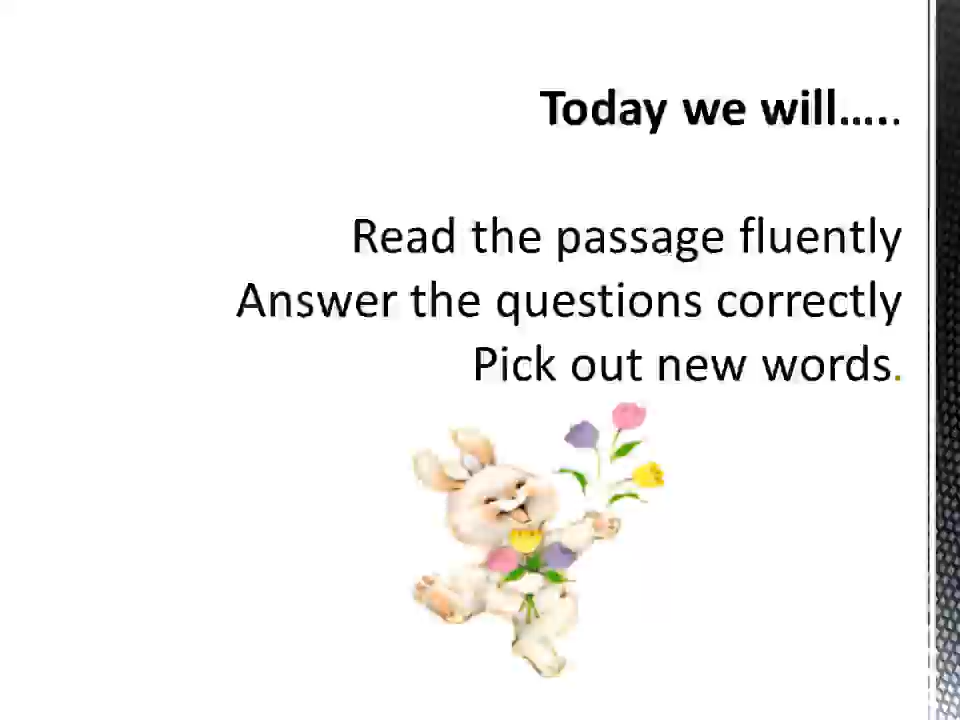 Today we will…..
Read the passage fluently
Answer the questions correctly
Pick out new words.